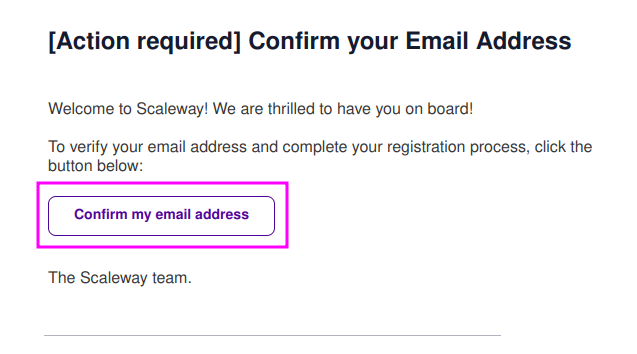 [Action required] Confirm your Email Address
Welcome to Scaleway! We are thrilled to have you on board!
To verify your email address and complete your registration process, click the
button below:
Confirm my email address
The Scaleway team.